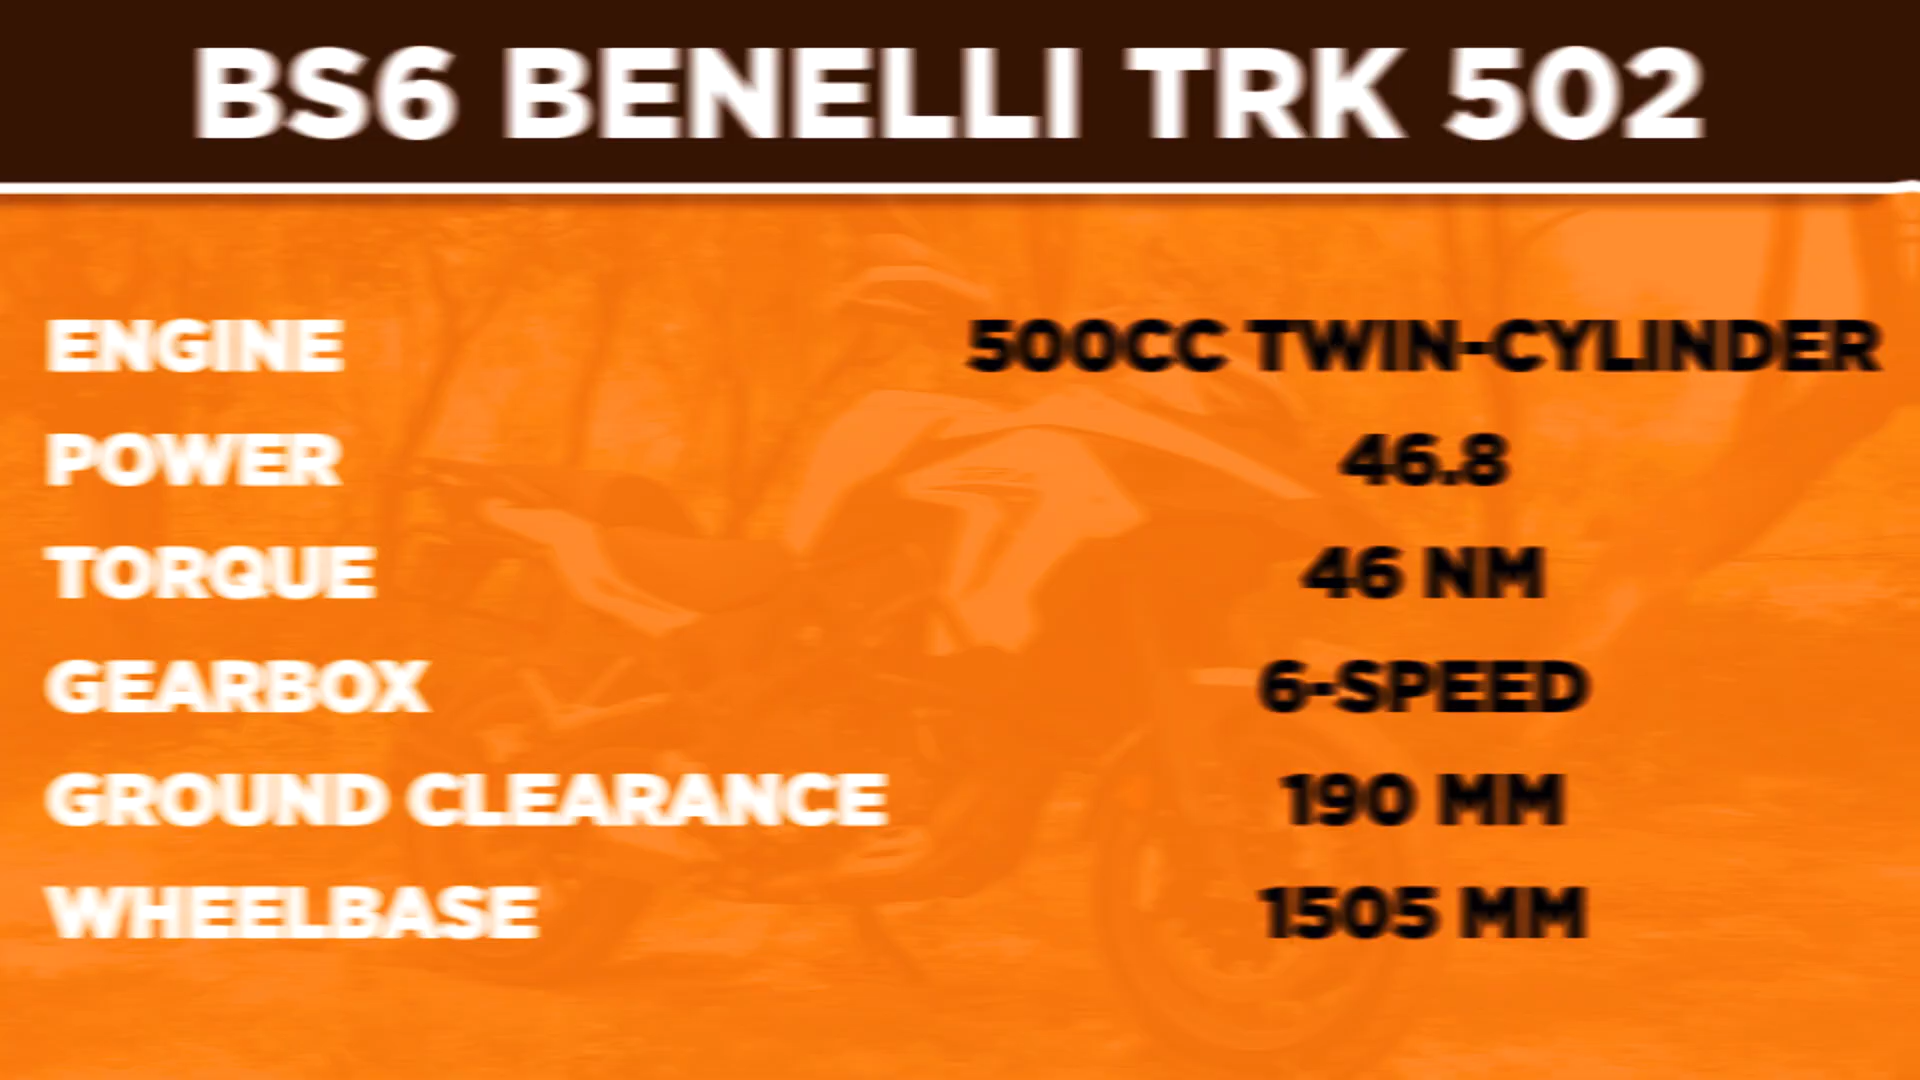 BS6 BENELLI TRK 502
ENGINE 500CC TWIN-CYLINDER
POWER 46.8
TORQUE 46 NM
GEARBOX 6-SPEED
GROUND CLEARANCE 190 MM
WHEELBASE 1505 MM